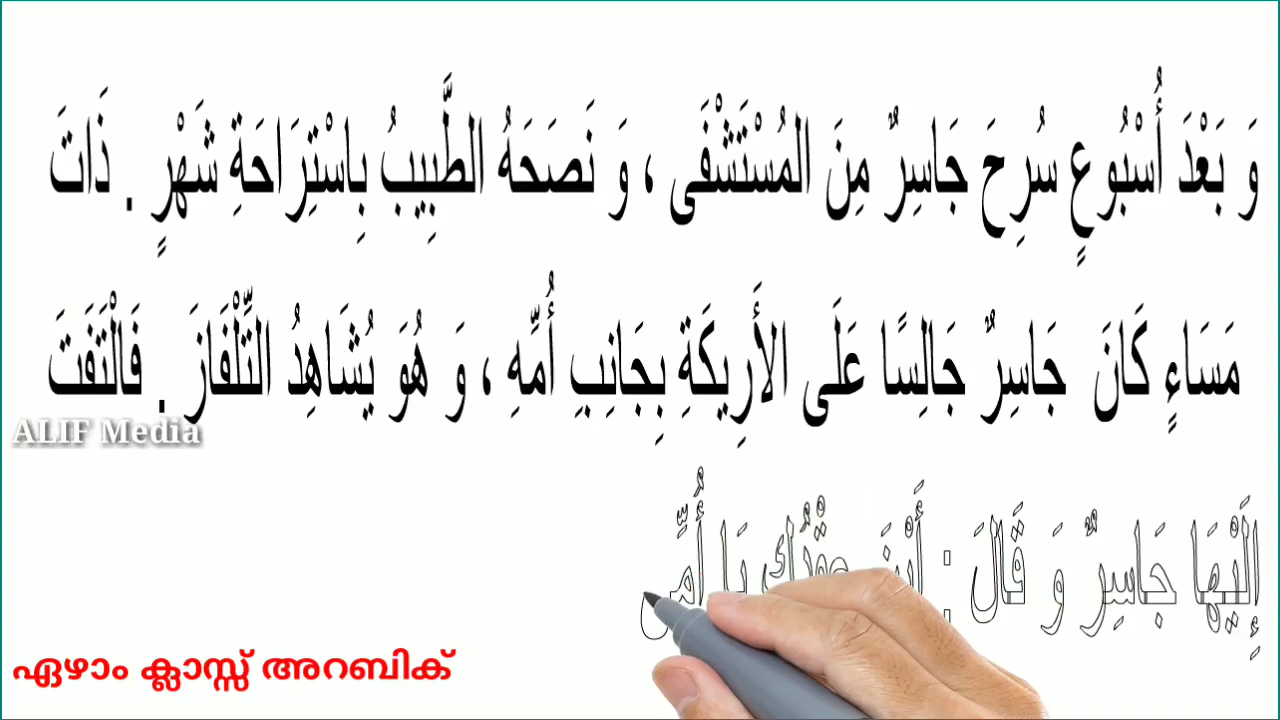 وَ بَعْدَ أُسْبُوعٍ سُرِحَ جَاسِرٌ مِنَ المُسْتَشْفَى ، وَ نَصَحَهُ الطَّبِيبُ بِاسْتِرَاحَةِ شَهْرٍ . ذَاتَ
مَسَاءٍ كَانَ جَاسِرٌ جَالِسًا عَلَى الأَرِيكَةِ بِجَانِبِ أُمِّهِ ، وَ هُوَ يُشَاهِدُ التِّلْفَازَ . فَالْتَفَتَ
إِلَيْهَا جَاسِرٌ وَ قَالَ : أَيْنَ عِقْدُكِ يَا أُمِّي
ALIF Media
ഏഴാം ക്ലാസ്സ് അറബിക്